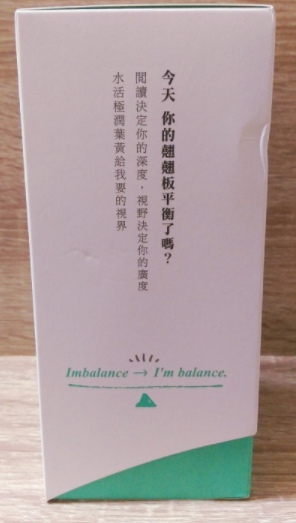 今天 你的翹翹板平衡了嗎？
閱讀決定你的深度，視野決定你的廣度
水活極潤葉黃給我要的視界
Imbalance → I'm balance.